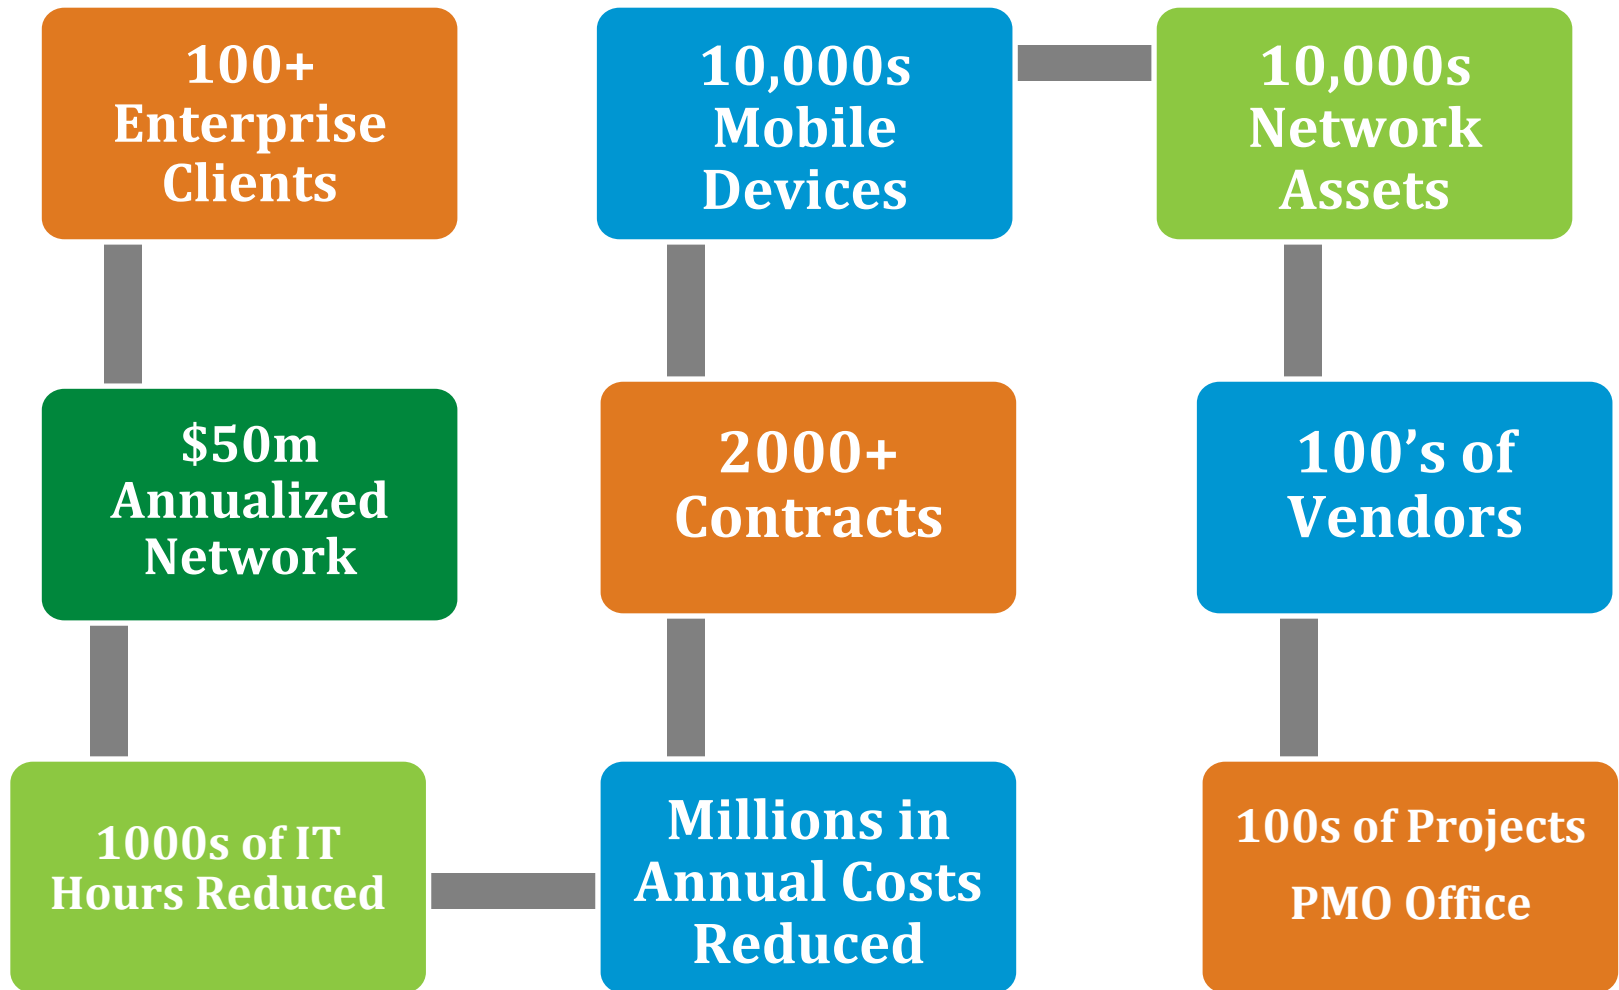 100+
Enterprise
Clients
$50m
Annualized
Network
1000s of IT
Hours Reduced
Millions in
Annual Costs
Reduced
2000+
Contracts
10,000s
Mobile
Devices
10,000s
Network
Assets
100’s of
Vendors
100s of Projects
PMO Office